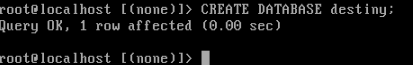 root@localhost [(none)]> CREATE DATABASE destiny;
Query OK, 1 row affected (0.00 sec)
root@localhost [(none)]>